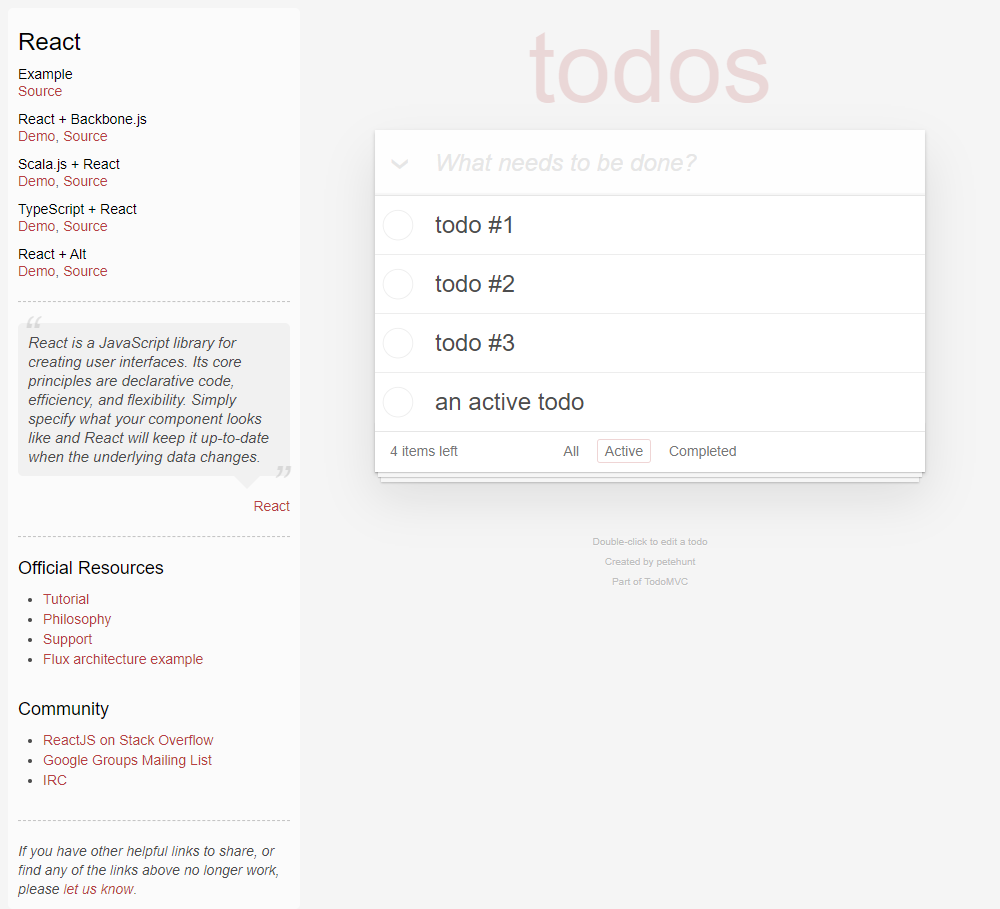 React
Example
Source
React + Backbone.js
Demo, Source
Scala.js + React
Demo, Source
TypeScript + React
Demo, Source
React + Alt
Demo, Source
“
React is a JavaScript library for
creating user interfaces. Its core
principles are declarative code,
efficiency, and flexibility. Simply
specify what your component looks
like and React will keep it up-to-date
when the underlying data changes.
”
React
Official Resources
• Tutorial
• Philosophy
• Support
• Flux architecture example
Community
• ReactJS on Stack Overflow
• Google Groups Mailing List
• IRC
If you have other helpful links to share, or
find any of the links above no longer work,
please let us know.
todos
What needs to be done?
todo #1
todo #2
todo #3
an active todo
4 items left All Active Completed
Double-click to edit a todo
Created by petehunt
Part of TodoMVC